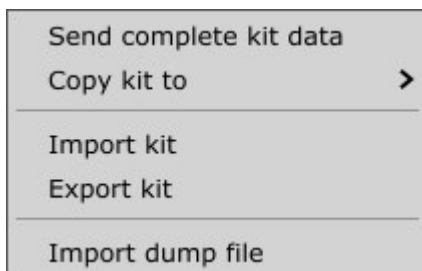 Send complete kit data
Copy kit to
Import kit
Export kit
Import dump file